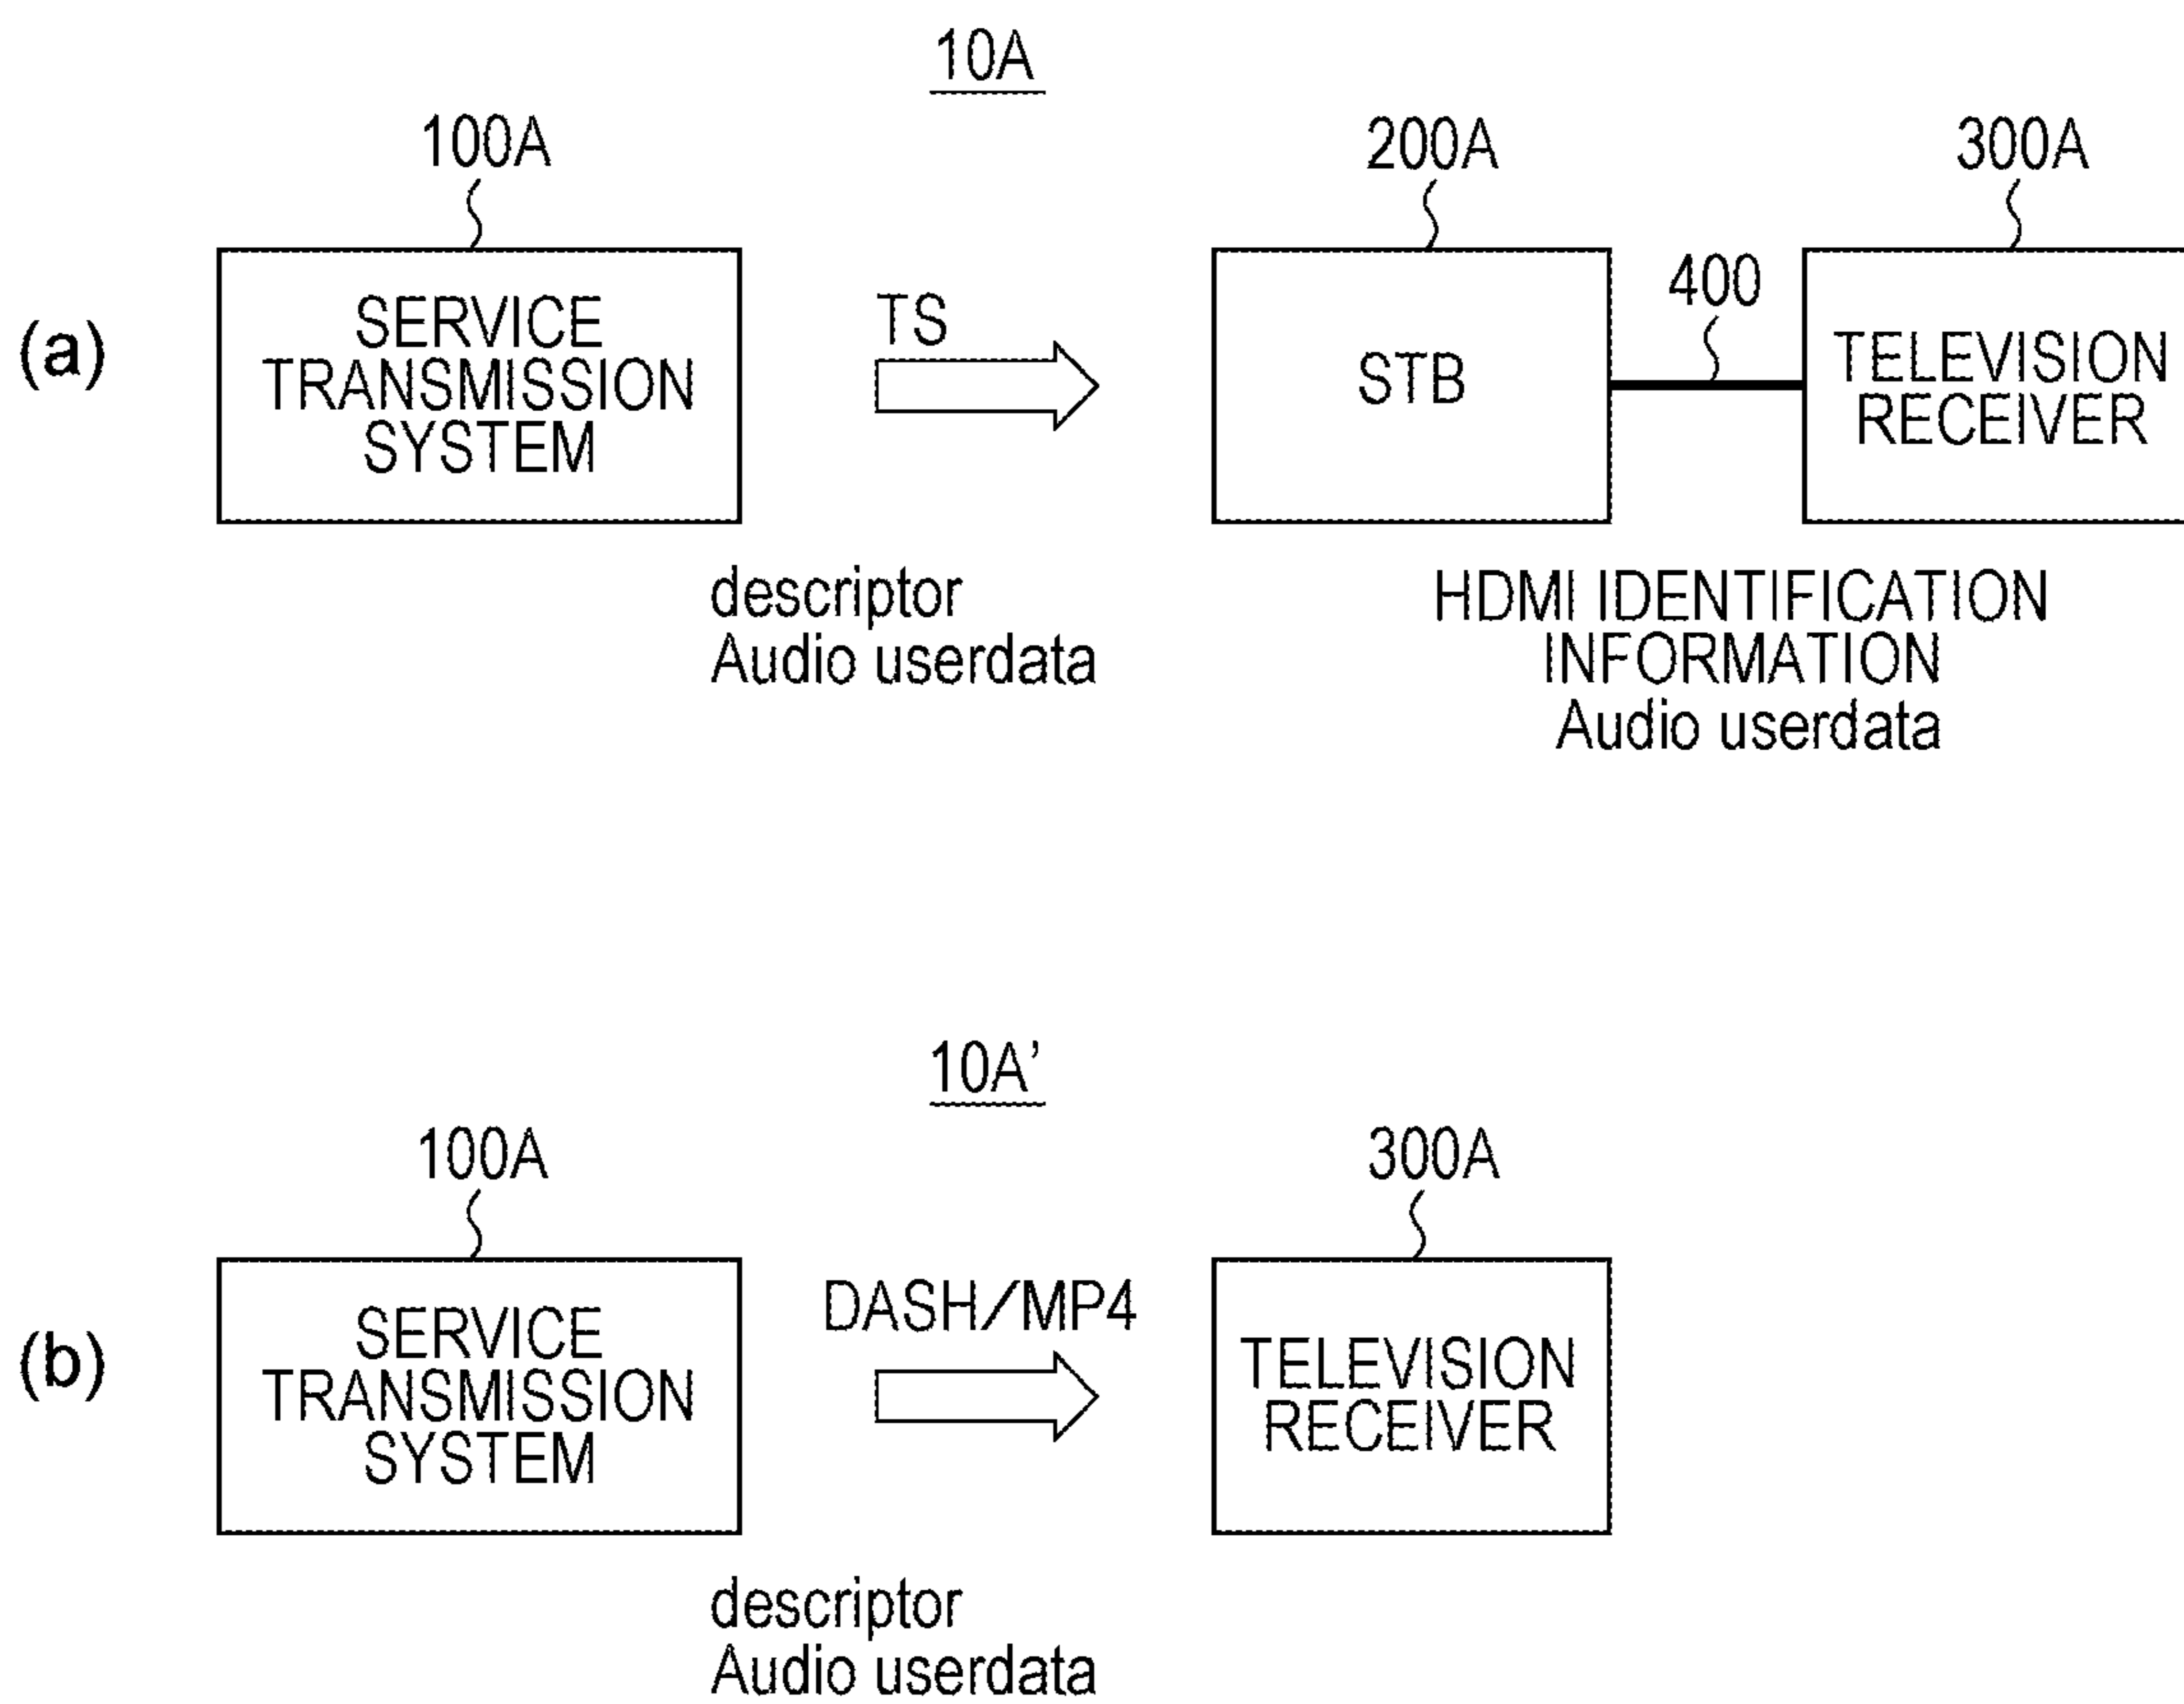 10A
100A
200A
300A
(a)
SERVICE
TRANSMISSION
SYSTEM
TS
STB
400
TELEVISION
RECEIVER
descriptor
Audio userdata
HDMI IDENTIFICATION
INFORMATION
Audio userdata
10A'
100A
300A
(b)
SERVICE
TRANSMISSION
SYSTEM
DASH/MP4
TELEVISION
RECEIVER
descriptor
Audio userdata